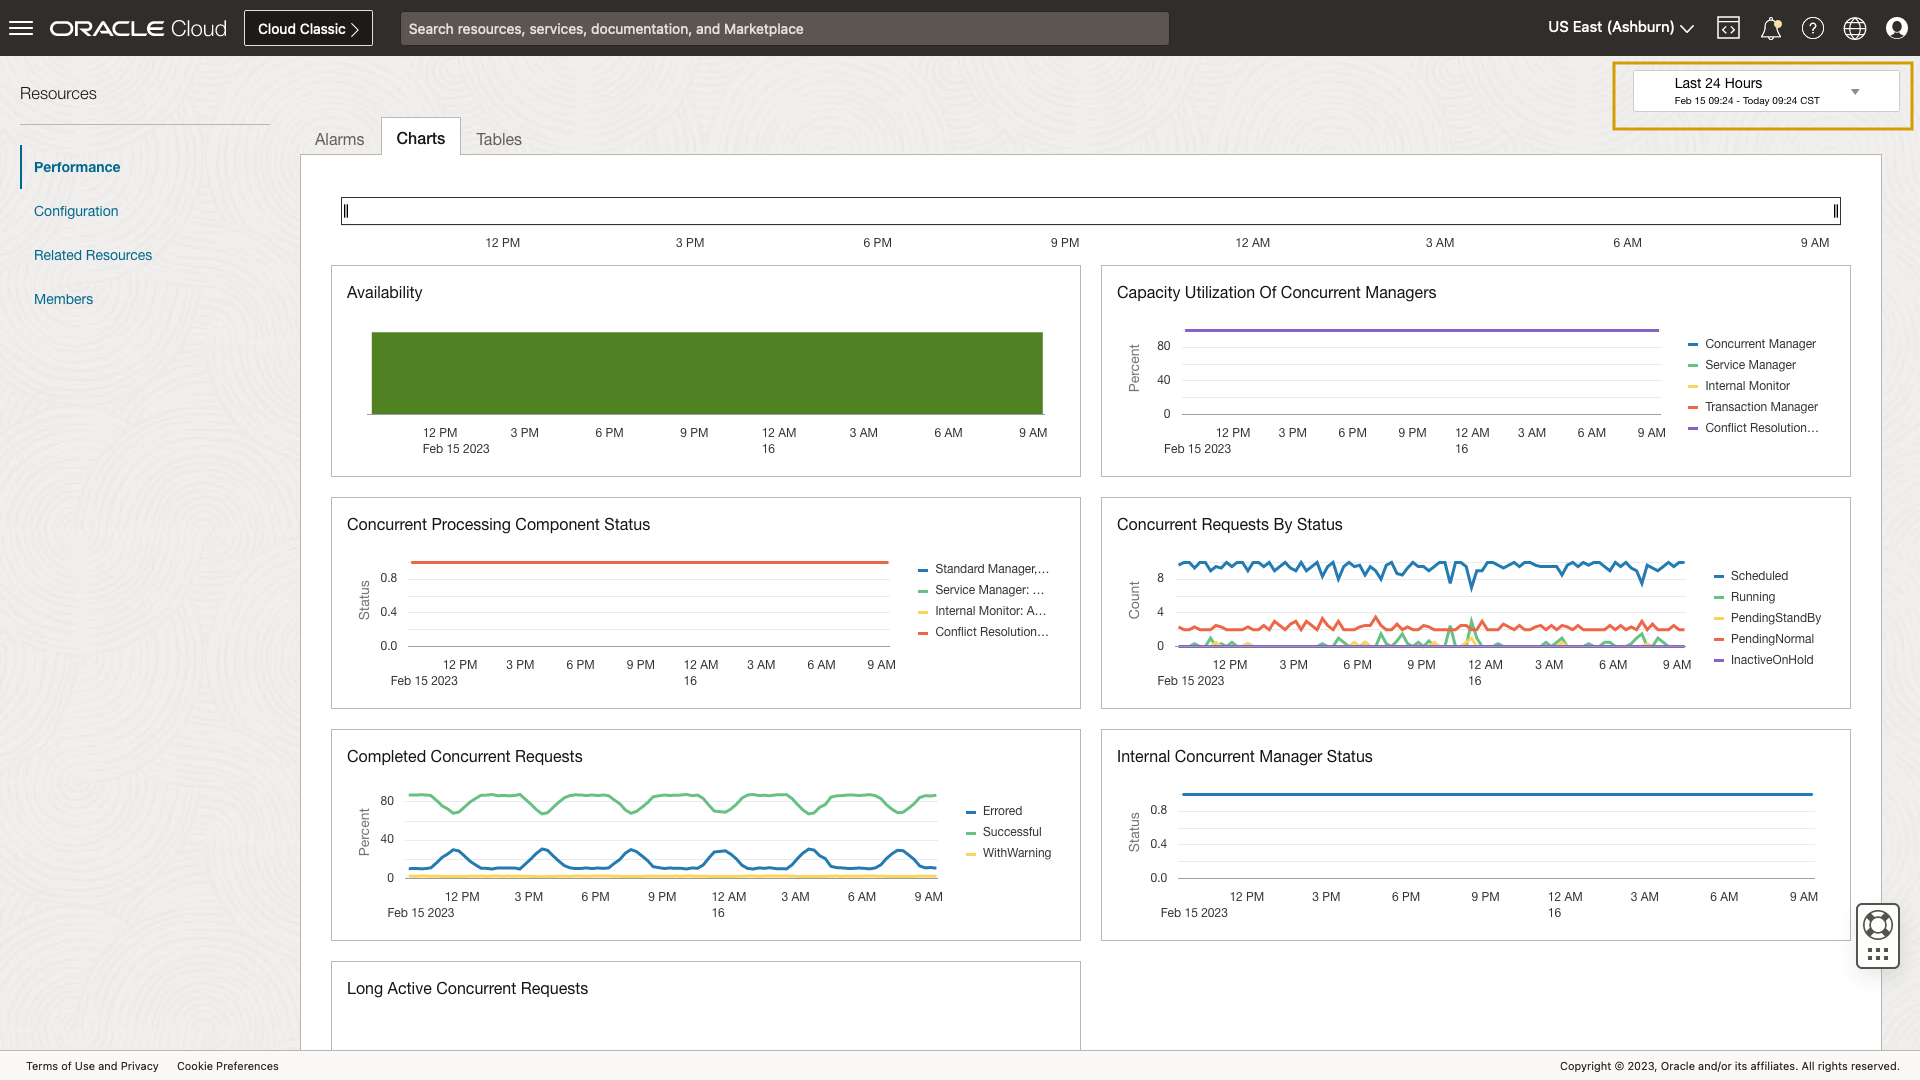 ORACLE Cloud
Cloud Classic
Search resources, services, documentation, and Marketplace
US East (Ashburn)
Resources
Performance
Configuration
Related Resources
Members
Last 24 Hours
Feb 15 09:24 - Today 09:24 CST
Alarms
Charts
Tables
12 PM 3 PM 6 PM 9 PM 12 AM 3 AM 6 AM 9 AM
Availability
12 PM 3 PM 6 PM 9 PM 12 AM 3 AM 6 AM 9 AM
Feb 15 2023 16
Capacity Utilization Of Concurrent Managers
Percent
80
40
0
12 PM 3 PM 6 PM 9 PM 12 AM 3 AM 6 AM 9 AM
Feb 15 2023 16
Concurrent Manager
Service Manager
Internal Monitor
Transaction Manager
Conflict Resolution...
Concurrent Processing Component Status
Status
0.8
0.4
0.0
12 PM 3 PM 6 PM 9 PM 12 AM 3 AM 6 AM 9 AM
Feb 15 2023 16
Standard Manager,...
Service Manager: ...
Internal Monitor: A...
Conflict Resolution...
Concurrent Requests By Status
Count
8
4
0
12 PM 3 PM 6 PM 9 PM 12 AM 3 AM 6 AM 9 AM
Feb 15 2023 16
Scheduled
Running
PendingStandBy
PendingNormal
InactiveOnHold
Completed Concurrent Requests
Percent
80
40
0
12 PM 3 PM 6 PM 9 PM 12 AM 3 AM 6 AM 9 AM
Feb 15 2023 16
Errored
Successful
WithWarning
Internal Concurrent Manager Status
Status
0.8
0.4
0.0
12 PM 3 PM 6 PM 9 PM 12 AM 3 AM 6 AM 9 AM
Feb 15 2023 16
Long Active Concurrent Requests
Terms of Use and Privacy
Cookie Preferences
Copyright © 2023, Oracle and/or its affiliates. All rights reserved.